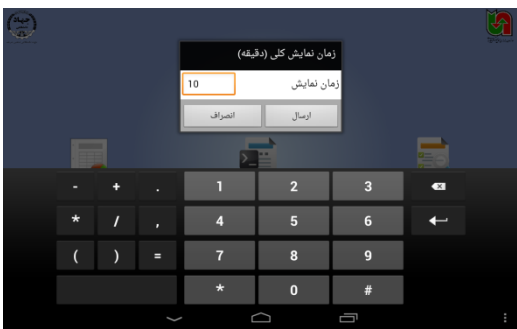 جهاد
زمان نمایش کلی (دقیقه)
زمان نمایش 10
ارسال انصراف
- + . 1 2 3
* / , 4 5 6
( ) = 7 8 9
* 0 #